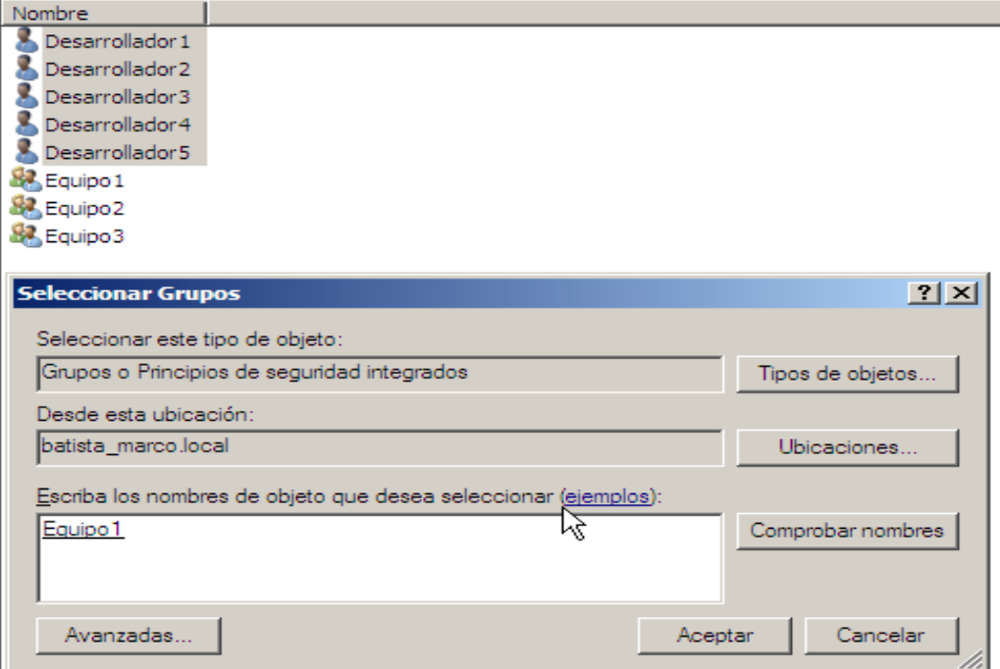 Nombre
Desarrollador1
Desarrollador2
Desarrollador3
Desarrollador4
Desarrollador5
Equipo1
Equipo2
Equipo3
Seleccionar Grupos
Seleccionar este tipo de objeto:
Grupos o Principios de seguridad integrados Tipos de objetos...
Desde esta ubicación:
batista_marco.local Ubicaciones...
Escriba los nombres de objeto que desea seleccionar (ejemplos):
Equipo1 Comprobar nombres
Avanzadas... Aceptar Cancelar